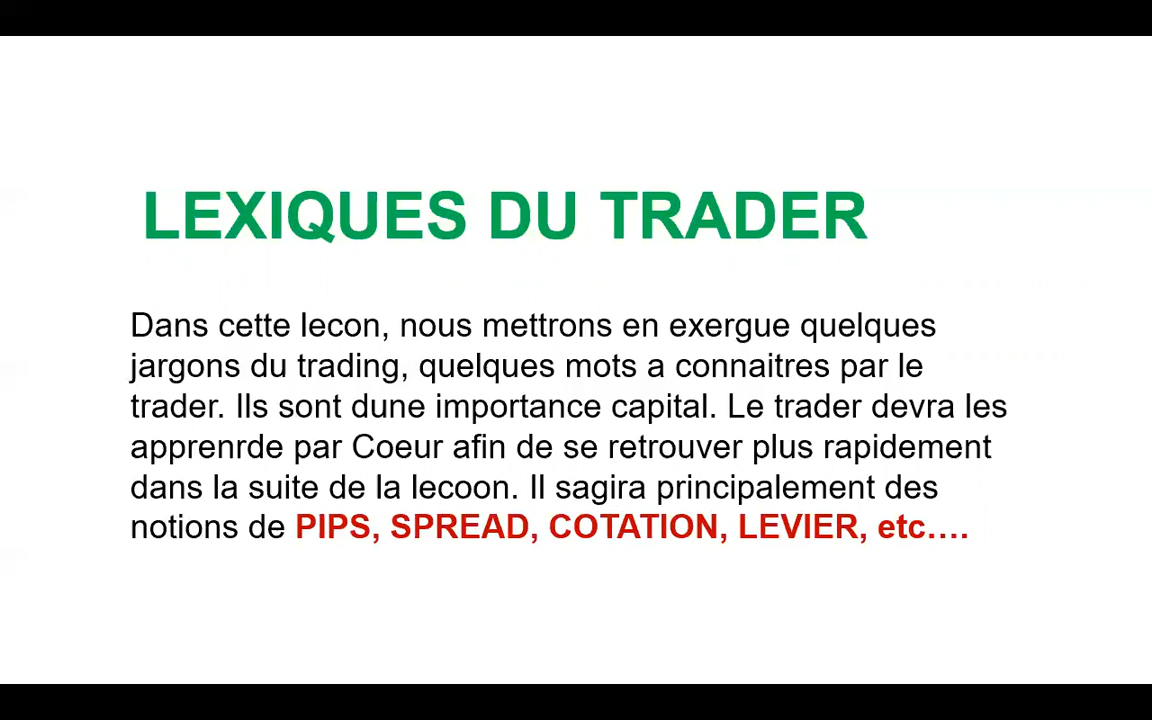 LEXIQUES DU TRADER
Dans cette lecon, nous mettrons en exergue quelques
jargons du trading, quelques mots a connaitres par le
trader. Ils sont dune importance capital. Le trader devra les
apprenrde par Coeur afin de se retrouver plus rapidement
dans la suite de la lecoon. Il sagira principalement des
notions de PIPS, SPREAD, COTATION, LEVIER, etc….